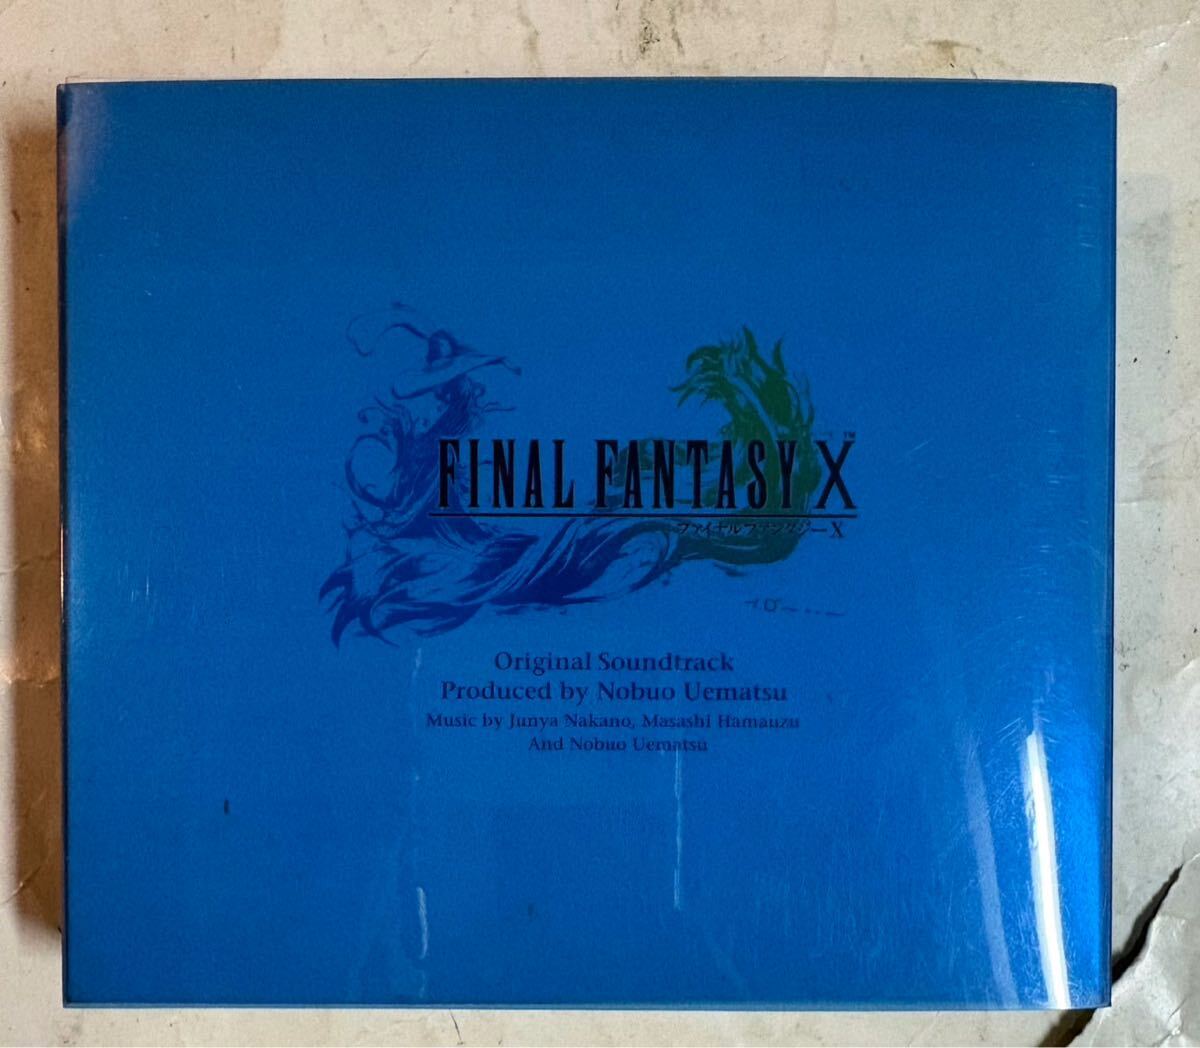 FINAL FANTASY X™
ファイナルファンタジーX
Original Soundtrack
Produced by Nobuo Uematsu
Music by Junya Nakano, Masashi Hamauzu
And Nobuo Uematsu